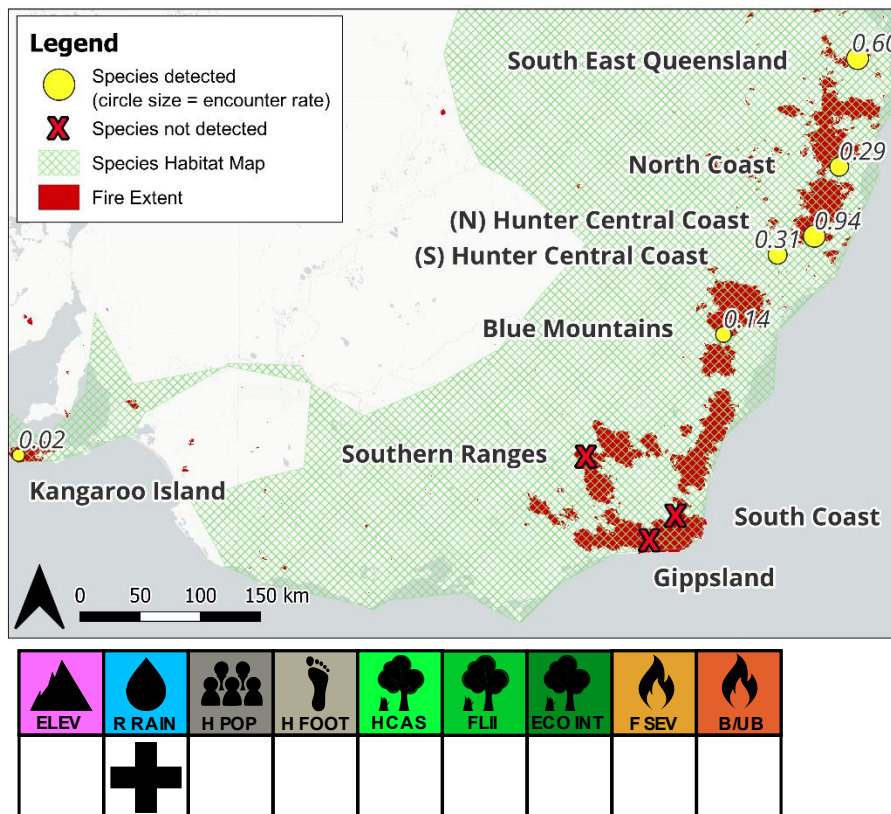 Legend
Species detected
(circle size = encounter rate)
X Species not detected
Species Habitat Map
Fire Extent
South East Queensland
0.60
North Coast
0.29
(N) Hunter Central Coast
0.94
(S) Hunter Central Coast
0.31
Blue Mountains
0.14
Southern Ranges
X
0.02
Kangaroo Island
X
South Coast
X
Gippsland
0 50 100 150 km
ELEV R RAIN H POP H FOOT HCAS FLII ECO INT F SEV B/UB